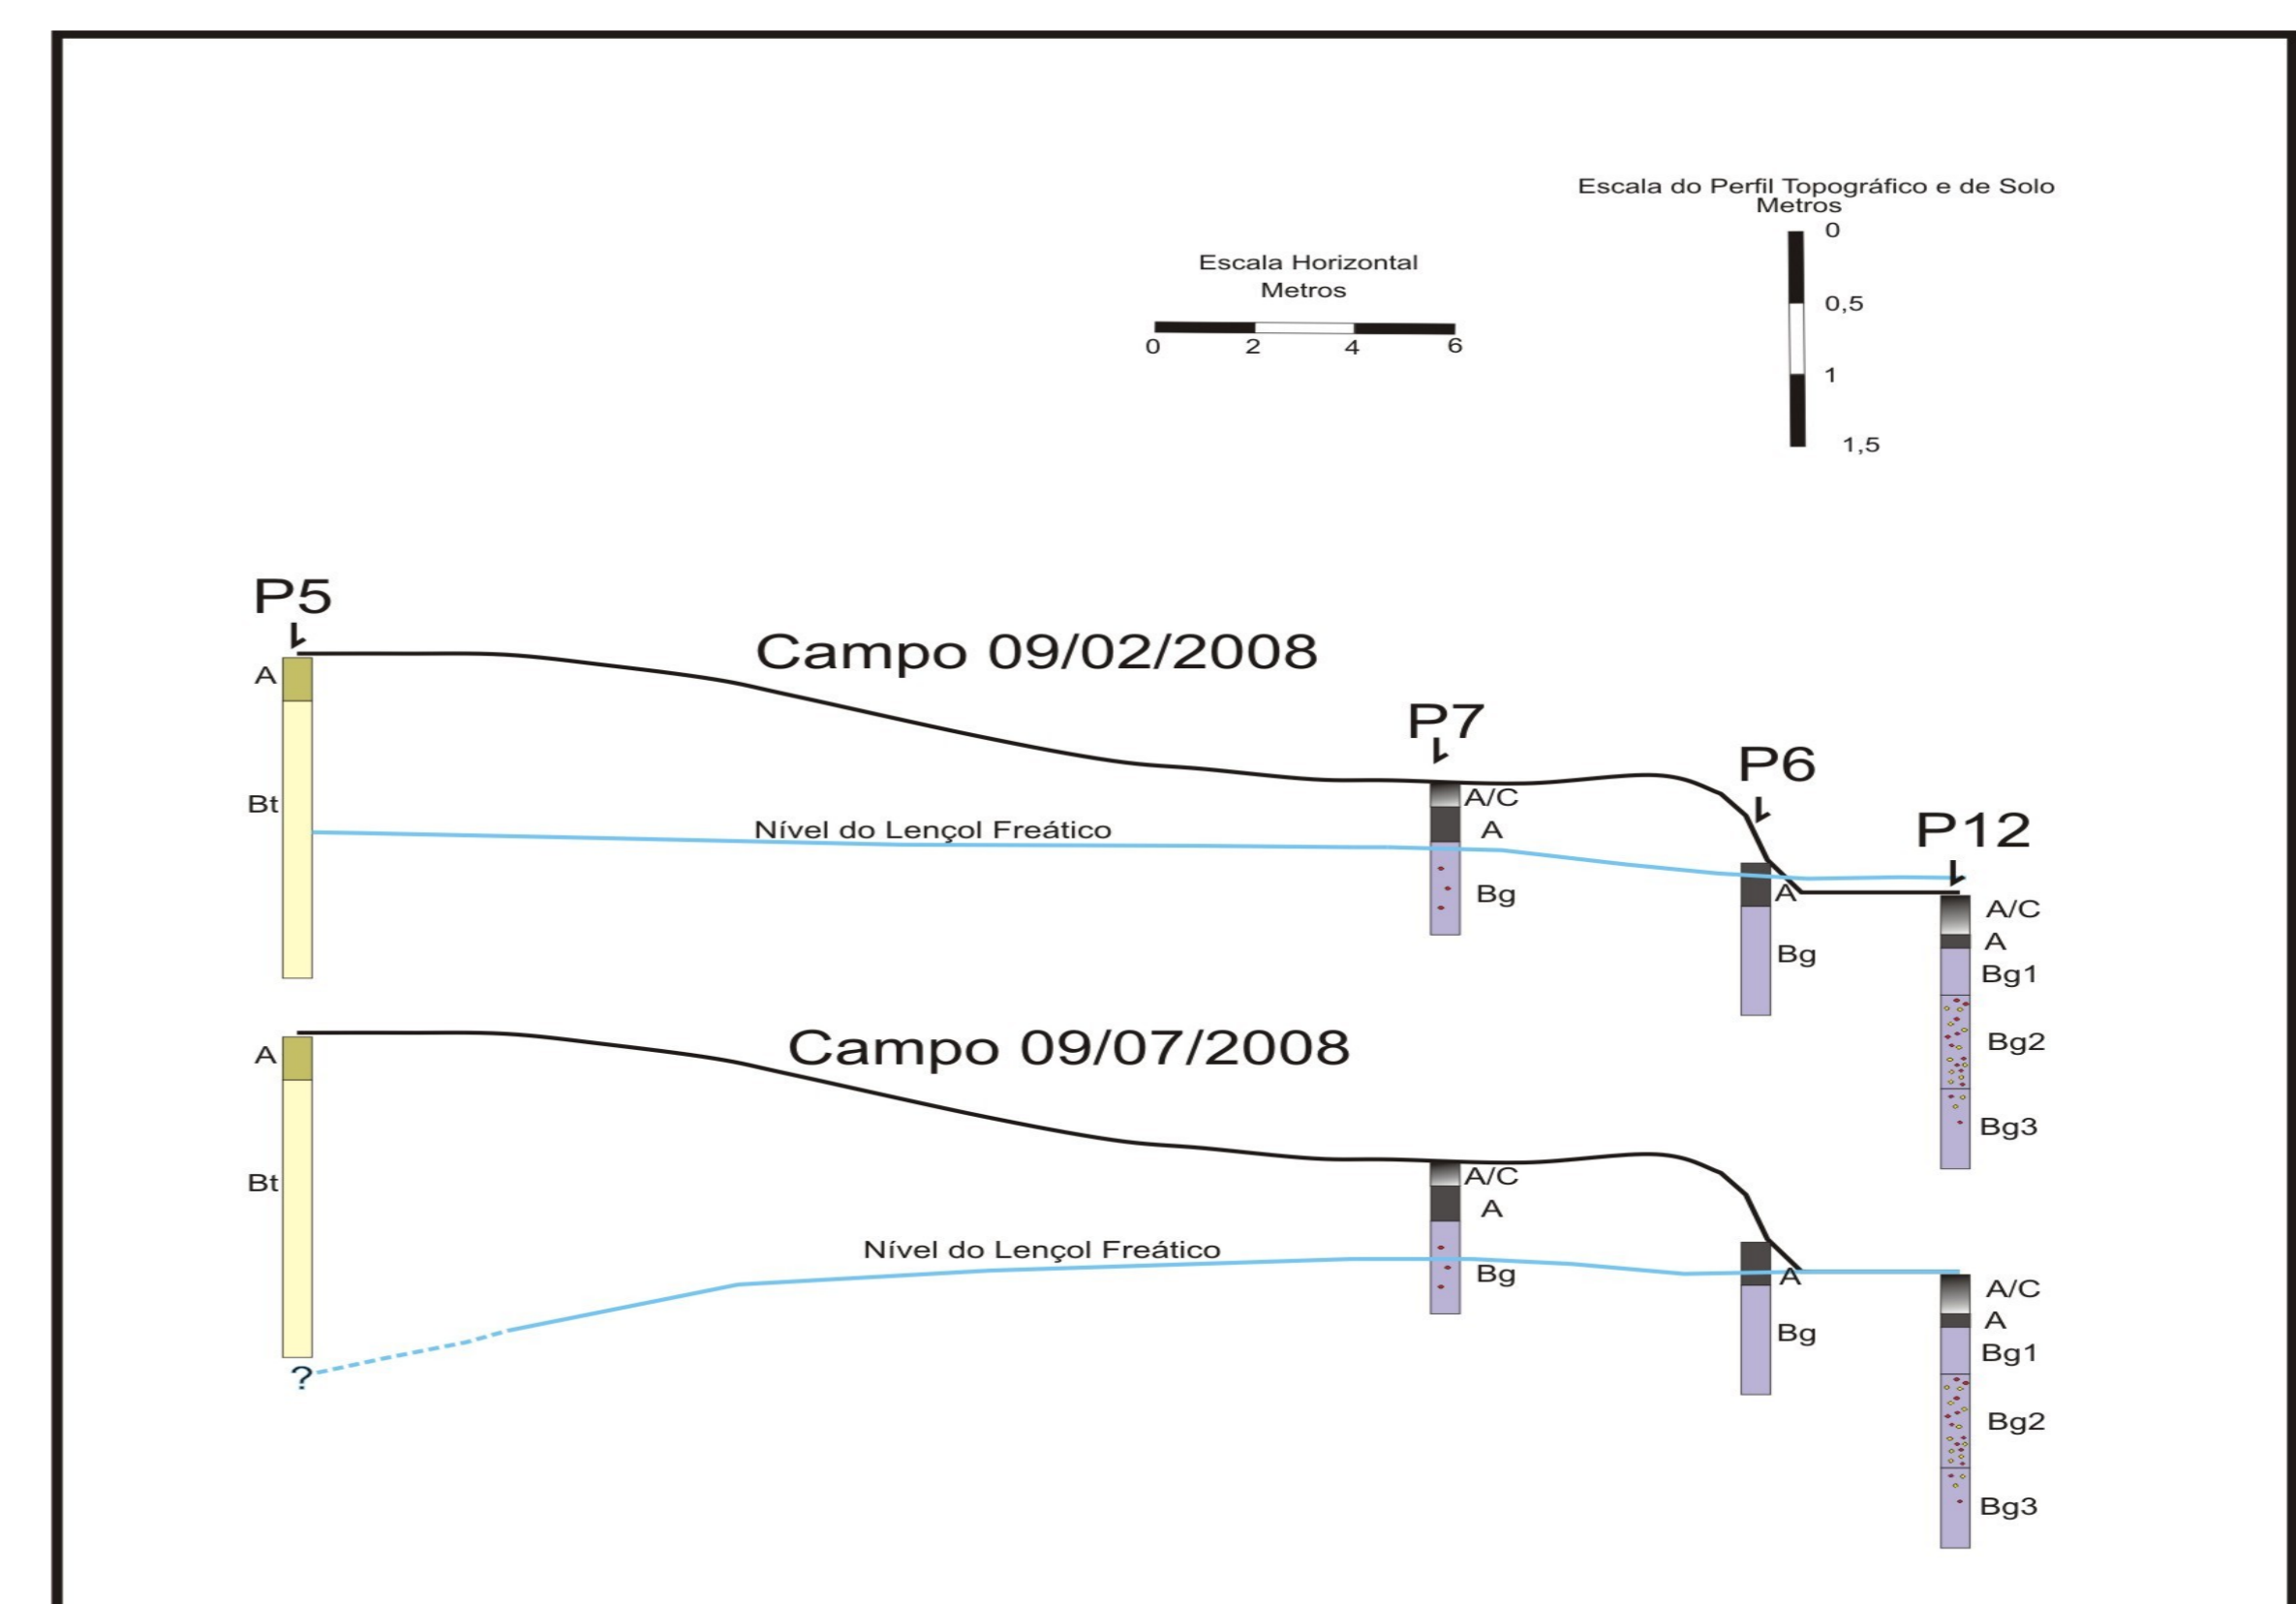 Escala do Perfil Topográfico e de Solo
Metros
0
0,5
1
1,5
Escala Horizontal
Metros
0 2 4 6
P5
Campo 09/02/2008
A
Bt
P7
A/C
A
Bg
Nível do Lençol Freático
P6
A
Bg
P12
A/C
A
Bg1
Bg2
Bg3
Campo 09/07/2008
A
Bt
?
A/C
A
Bg
Nível do Lençol Freático
A
Bg
A/C
A
Bg1
Bg2
Bg3